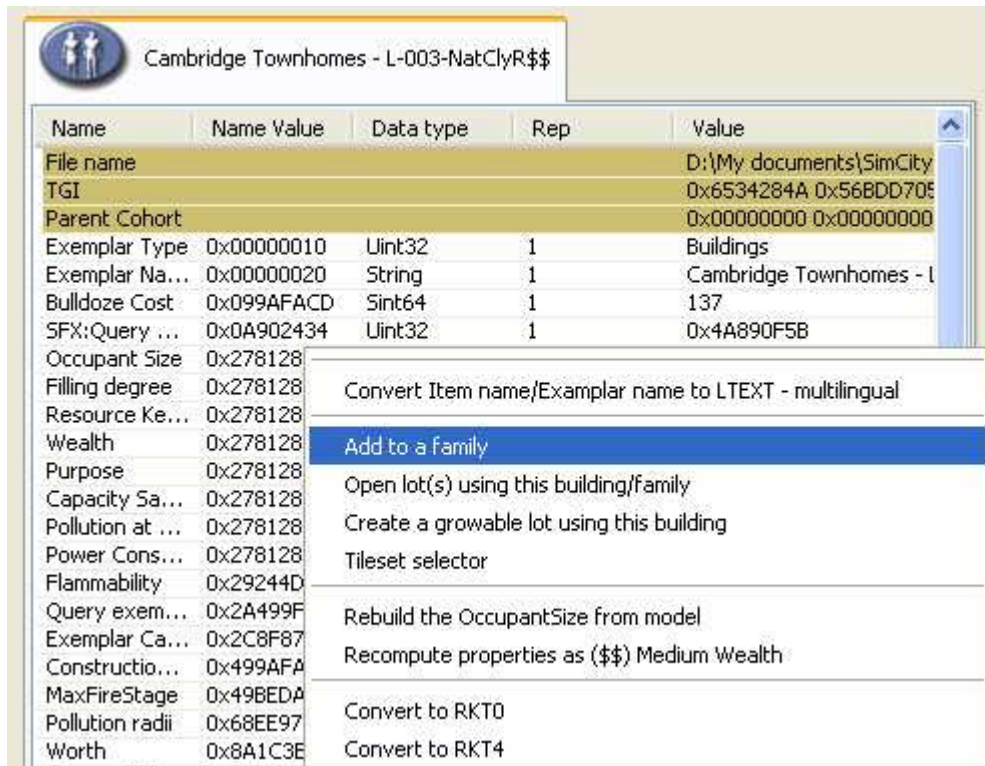 Cambridge Townhomes - L-003-NatClyR$$
Name Name Value Data type Rep Value
File name D:\My documents\SimCity
TGI 0x6534284A 0x56BDD705
Parent Cohort 0x00000000 0x00000000
Exemplar Type 0x00000010 Uint32 1 Buildings
Exemplar Na... 0x00000020 String 1 Cambridge Townhomes - L
Bulldoze Cost 0x099AFACD Sint64 1 137
SFX:Query ... 0x0A902434 Uint32 1 0x4A890F5B
Occupant Size 0x278128
Filling degree 0x278128
Convert Item name/Examplar name to LTEXT - multilingual
Resource Ke... 0x278128
Wealth 0x278128
Add to a family
Purpose 0x278128
Open lot(s) using this building/family
Capacity Sa... 0x278128
Pollution at ... 0x278128
Create a growable lot using this building
Power Cons... 0x278128
Tileset selector
Flammability 0x29244D
Query exem... 0x2A499F
Rebuild the OccupantSize from model
Exemplar Ca... 0x2C8F87
Constructio... 0x499AFA
Recompute properties as ($$) Medium Wealth
MaxFireStage 0x49BEDA
Pollution radii 0x68EE97
Convert to RKT0
Worth 0x8A1C3E
Convert to RKT4